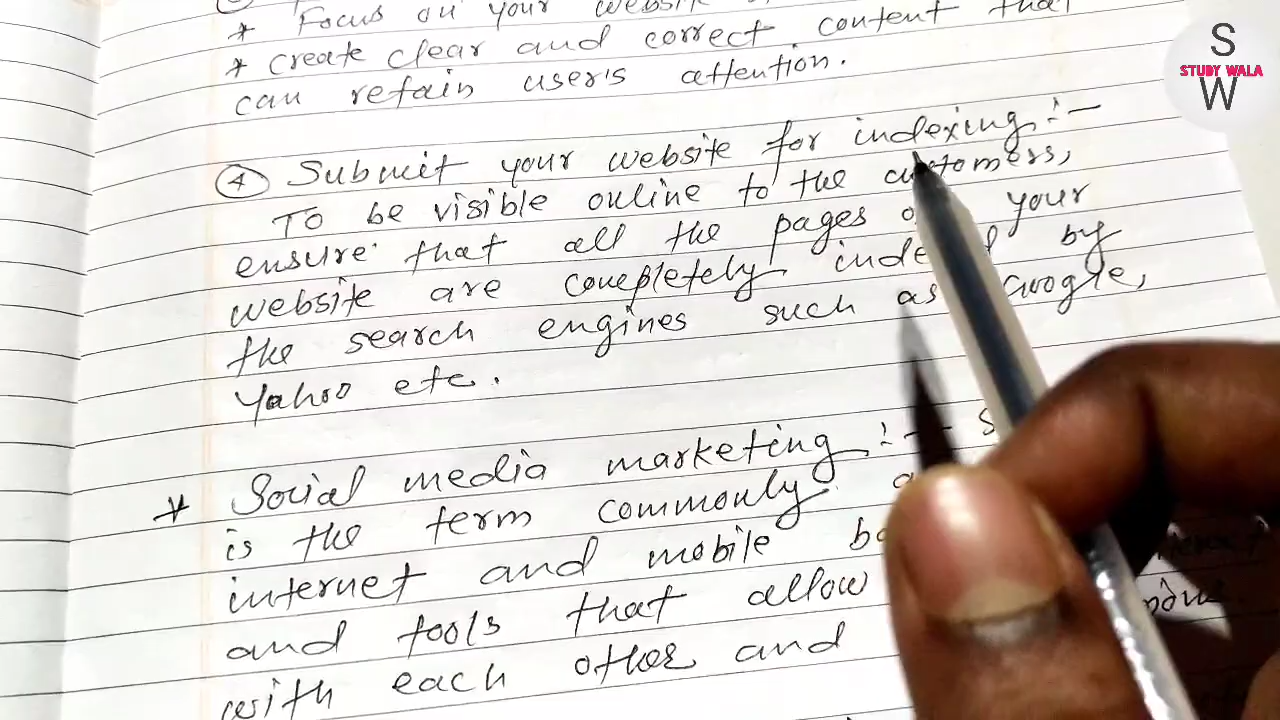 * Focus on your website
* create clear and correct content that
can retain user's attention.
④ Submit your website for indexing :-
To be visible online to the customers,
ensure that all the pages your
website are completely by
the search engines such as Google,
Yahoo etc.
* Social media marketing :-
is the term commonly
internet and mobile
and tools that allow
with each other and
S
STUDY WALA
W